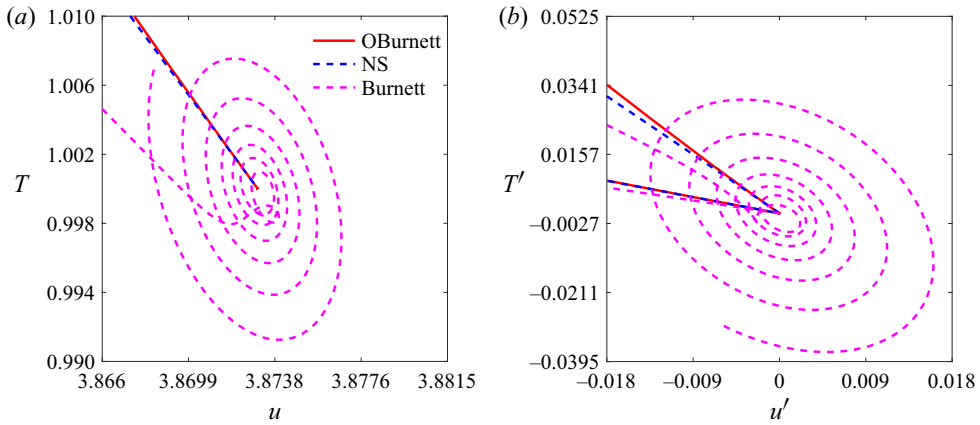 (a)
1.010
1.006
1.002
0.998
0.994
0.990
T
3.866
3.8699
3.8738
3.8776
3.8815
u
OBurnett
NS
Burnett
(b)
0.0525
0.0341
0.0157
–0.0027
–0.0211
–0.0395
T′
–0.018
–0.009
0
0.009
0.018
u′